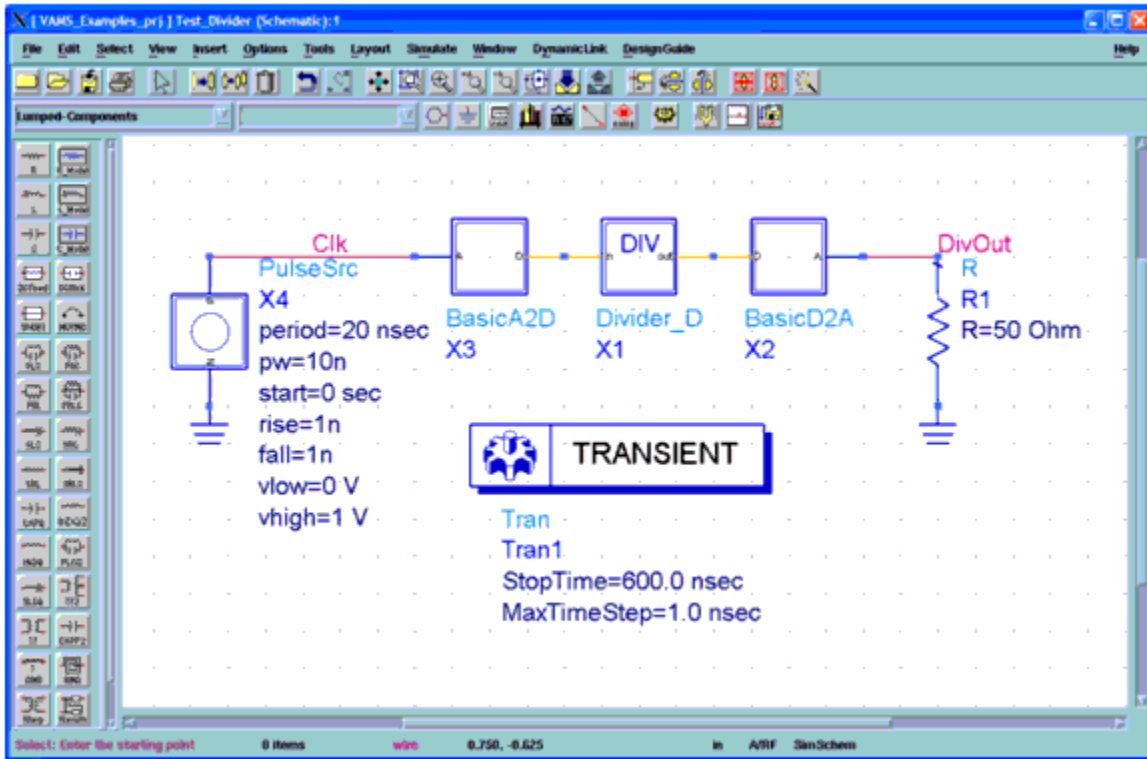 [ VAMS_Examples_prj ] Test_Divider (Schematic):1
File Edit Select View Insert Options Tools Layout Simulate Window DynamicLink DesignGuide Help
Lumped-Components
Clk
PulseSrc
X4
period=20 nsec
pw=10n
start=0 sec
rise=1n
fall=1n
vlow=0 V
vhigh=1 V
A D
BasicA2D
X3
DIV
in out
Divider_D
X1
D A
BasicD2A
X2
DivOut
R
R1
R=50 Ohm
TRANSIENT
Tran
Tran1
StopTime=600.0 nsec
MaxTimeStep=1.0 nsec
Select: Enter the starting point 0 items wire 0.750, -0.625 in A/RF SimSchem